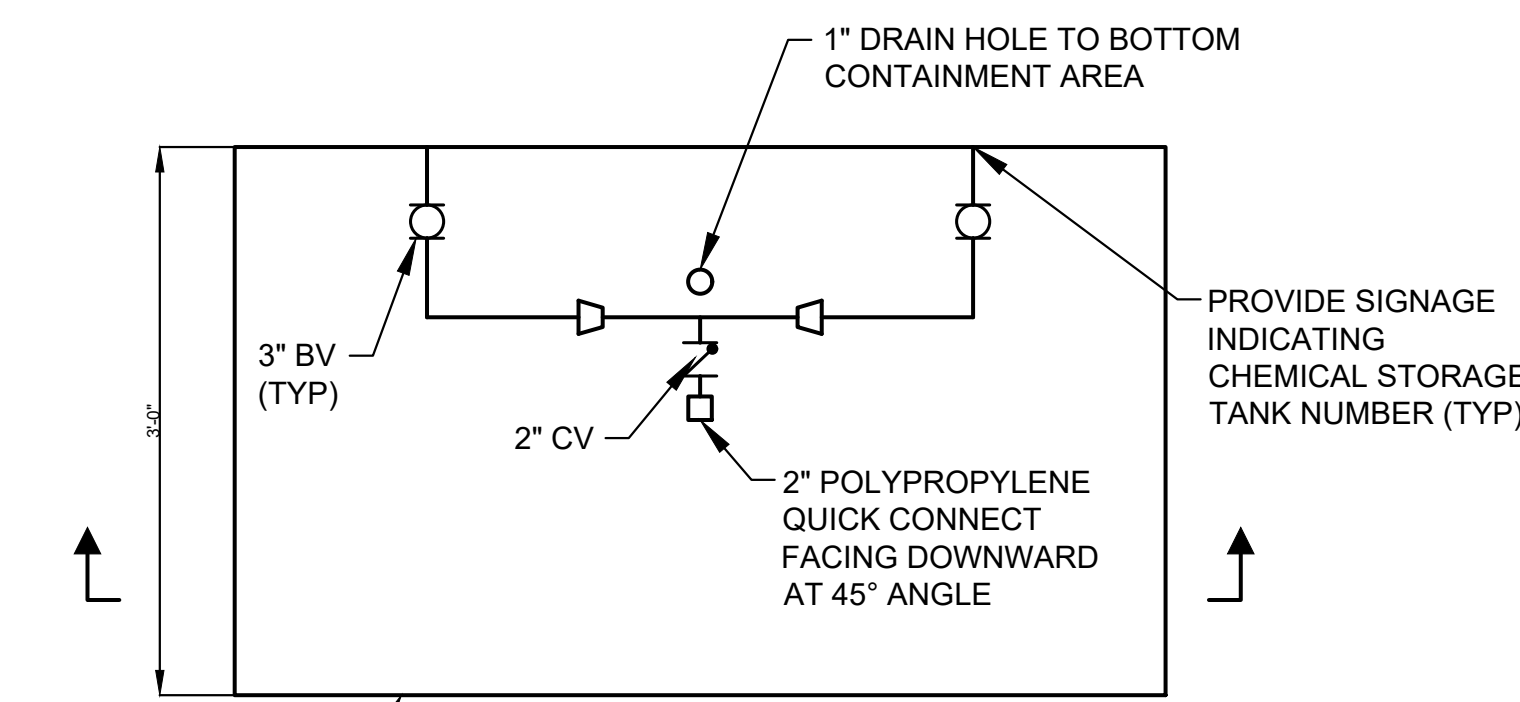 1" DRAIN HOLE TO BOTTOM
CONTAINMENT AREA
PROVIDE SIGNAGE
INDICATING
CHEMICAL STORAGE
TANK NUMBER (TYP)
3" BV
(TYP)
3'-0"
2" CV
2" POLYPROPYLENE
QUICK CONNECT
FACING DOWNWARD
AT 45° ANGLE